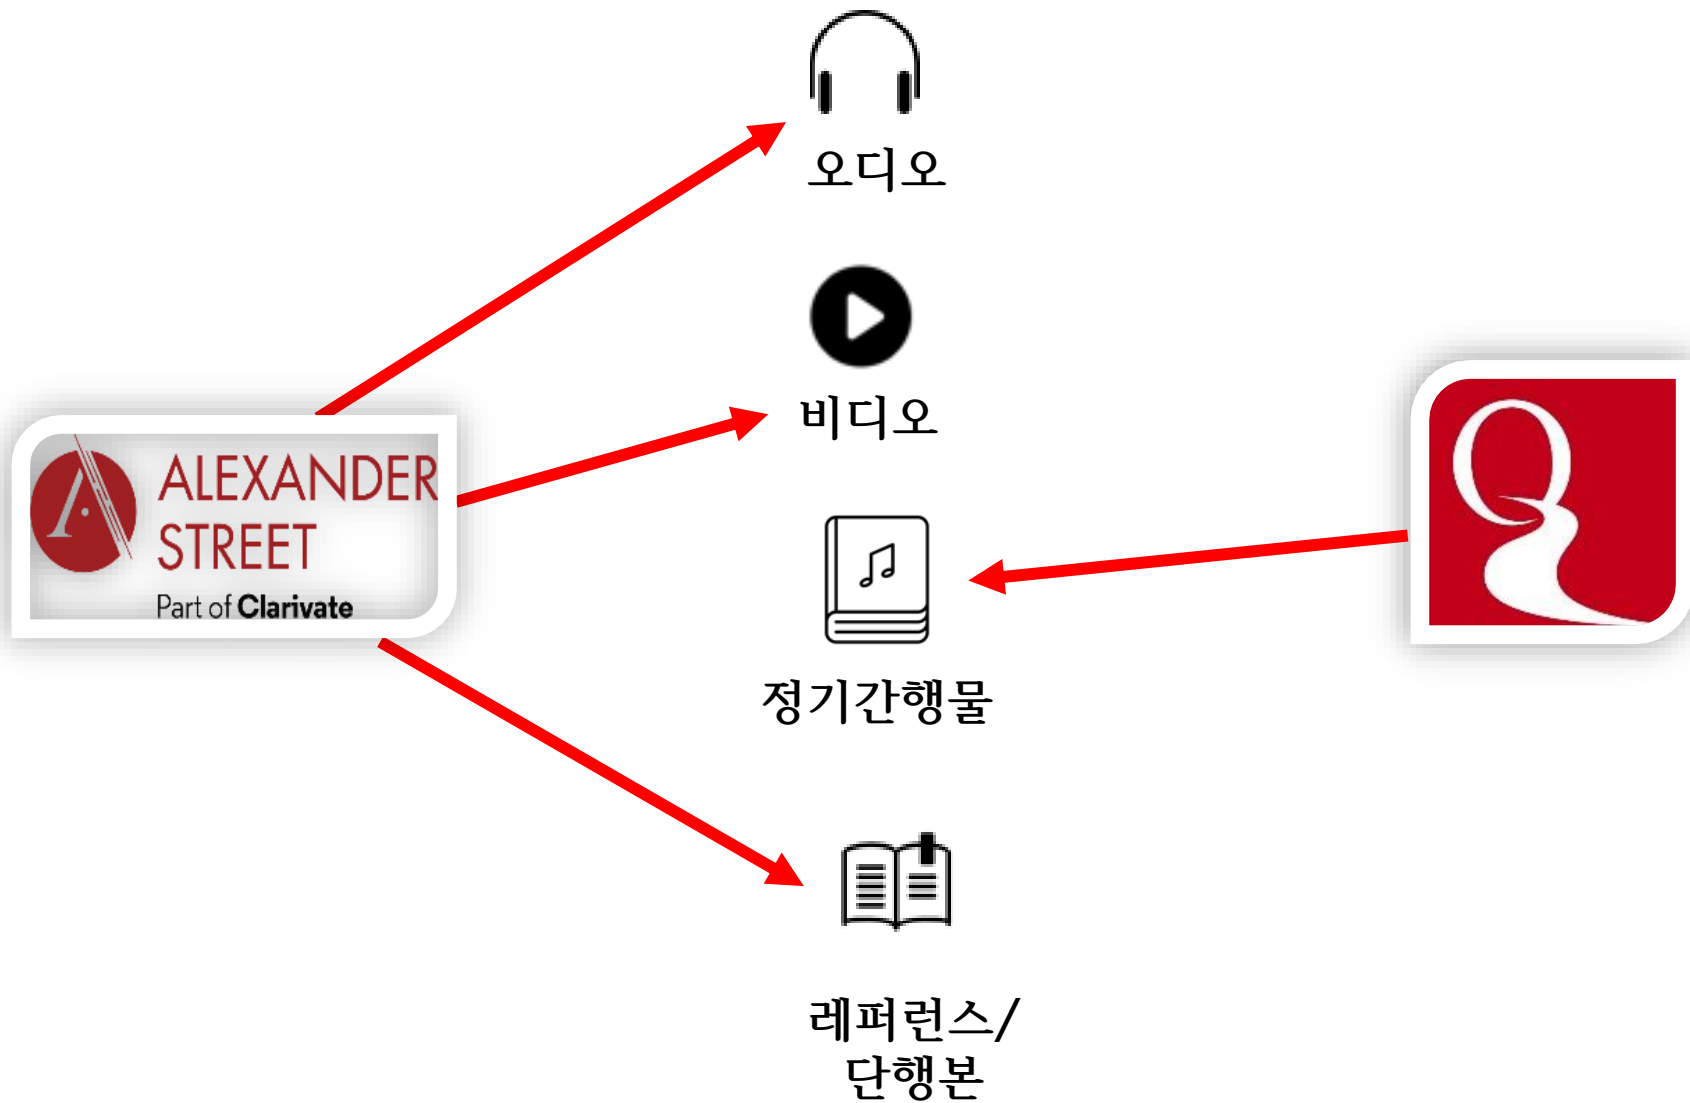 오디오
비디오
ALEXANDER
STREET
Part of Clarivate
정기간행물
레퍼런스/
단행본